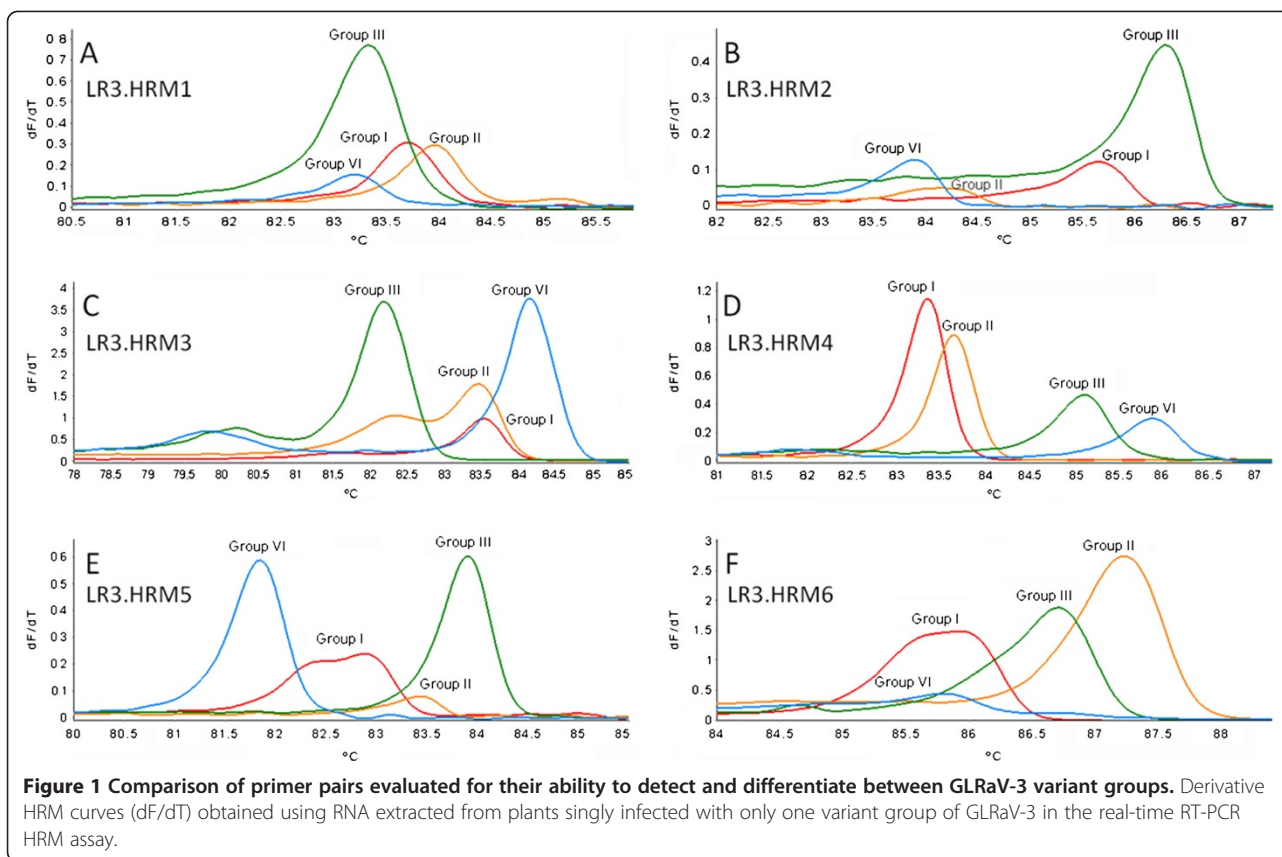 A
LR3.HRM1
Group III
Group I
Group II
Group VI
dF/dT
0 8
0. 7
0. 6
0. 5
0. 4
0. 3
0. 2
0. 1
0
80.5 81 81.5 82 82.5 83 83.5 84 84.5 85 85.5
°C
B
LR3.HRM2
Group III
Group I
Group VI
Group II
dF/dT
0. 4
0. 3
0. 2
0. 1
0
82 82.5 83 83.5 84 84.5 85 85.5 86 86.5 87
°C
C
LR3.HRM3
Group III
Group VI
Group II
Group I
dF/dT
4
3.5
3
2.5
2
1.5
1
0.5
0
78 78.5 79 79.5 80 80.5 81 81.5 82 82.5 83 83.5 84 84.5 85 85
°C
D
LR3.HRM4
Group I
Group II
Group III
Group VI
dF/dT
1.2
1
0.8
0.6
0.4
0.2
0
81 81.5 82 82.5 83 83.5 84 84.5 85 85.5 86 86.5 87
°C
E
LR3.HRM5
Group VI
Group III
Group I
Group II
dF/dT
0.6
0.5
0.4
0.3
0.2
0.1
0
80 80.5 81 81.5 82 82.5 83 83.5 84 84.5 85 85
°C
F
LR3.HRM6
Group II
Group III
Group I
Group VI
dF/dT
3
2.5
2
1.5
1
0.5
0
84 84.5 85 85.5 86 86.5 87 87.5 88
°C
Figure 1 Comparison of primer pairs evaluated for their ability to detect and differentiate between GLRaV-3 variant groups. Derivative
HRM curves (dF/dT) obtained using RNA extracted from plants singly infected with only one variant group of GLRaV-3 in the real-time RT-PCR
HRM assay.